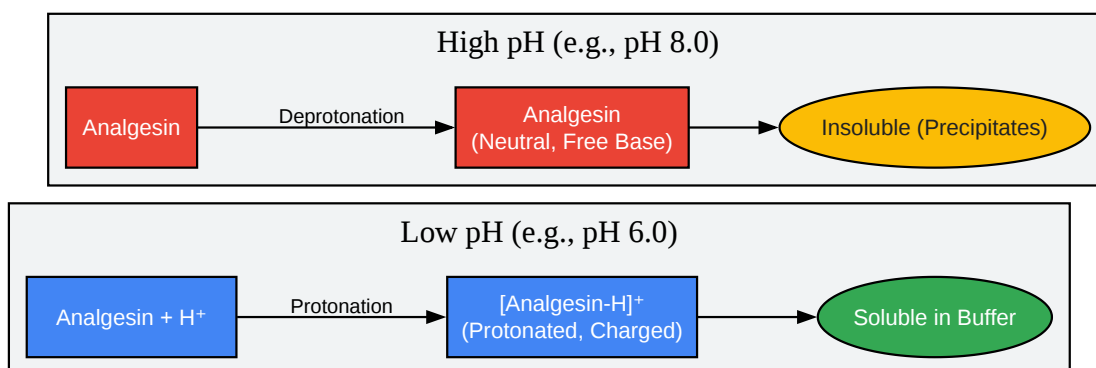 High pH (e.g., pH 8.0)
Analgesin
Deprotonation
Analgesin
(Neutral, Free Base)
Insoluble (Precipitates)
Low pH (e.g., pH 6.0)
Analgesin + H⁺
Protonation
[Analgesin-H]⁺
(Protonated, Charged)
Soluble in Buffer